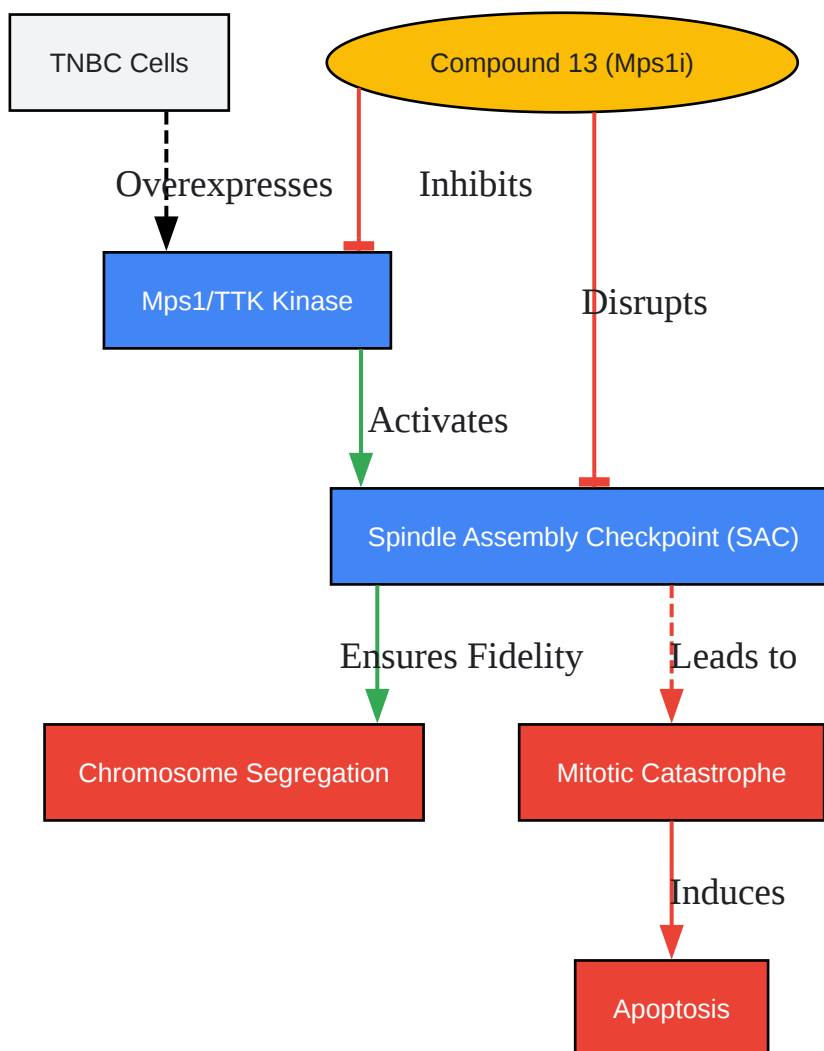 TNBC Cells
Compound 13 (Mps1i)
Overexpresses
Inhibits
Mps1/TTK Kinase
Disrupts
Activates
Spindle Assembly Checkpoint (SAC)
Ensures Fidelity
Leads to
Chromosome Segregation
Mitotic Catastrophe
Induces
Apoptosis